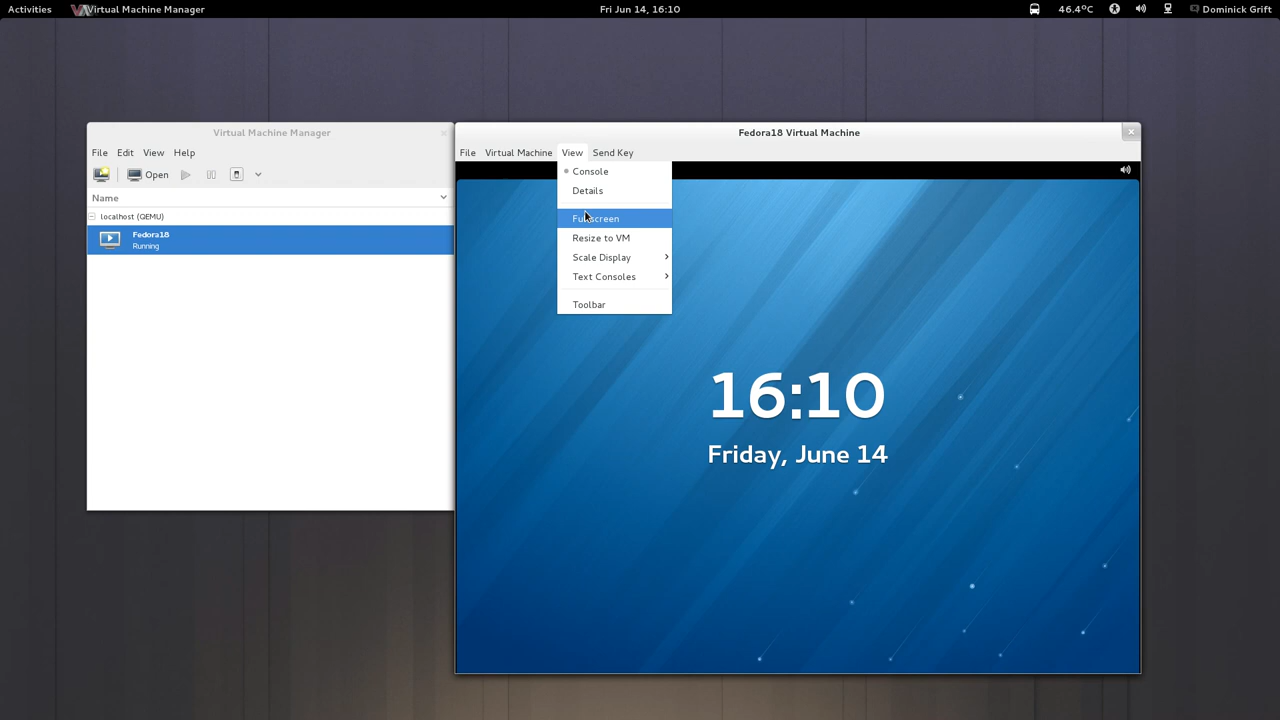 Activities
Virtual Machine Manager
Fri Jun 14, 16:10
46.4°C
Dominick Grift
Virtual Machine Manager
File Edit View Help
Open
Name
localhost (QEMU)
Fedora18
Running
Fedora18 Virtual Machine
File Virtual Machine View Send Key
Console
Details
Fullscreen
Resize to VM
Scale Display
Text Consoles
Toolbar
16:10
Friday, June 14